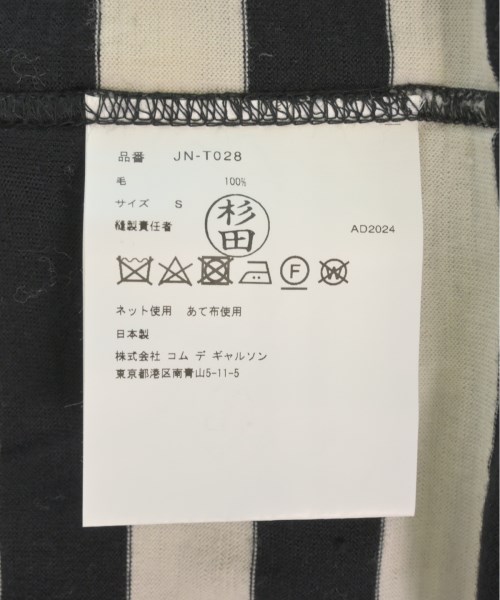 品番 JN-T028
毛 100%
サイズ S
縫製責任者 杉田 AD2024
F W
ネット使用 あて布使用
日本製
株式会社 コム デ ギャルソン
東京都港区南青山5-11-5